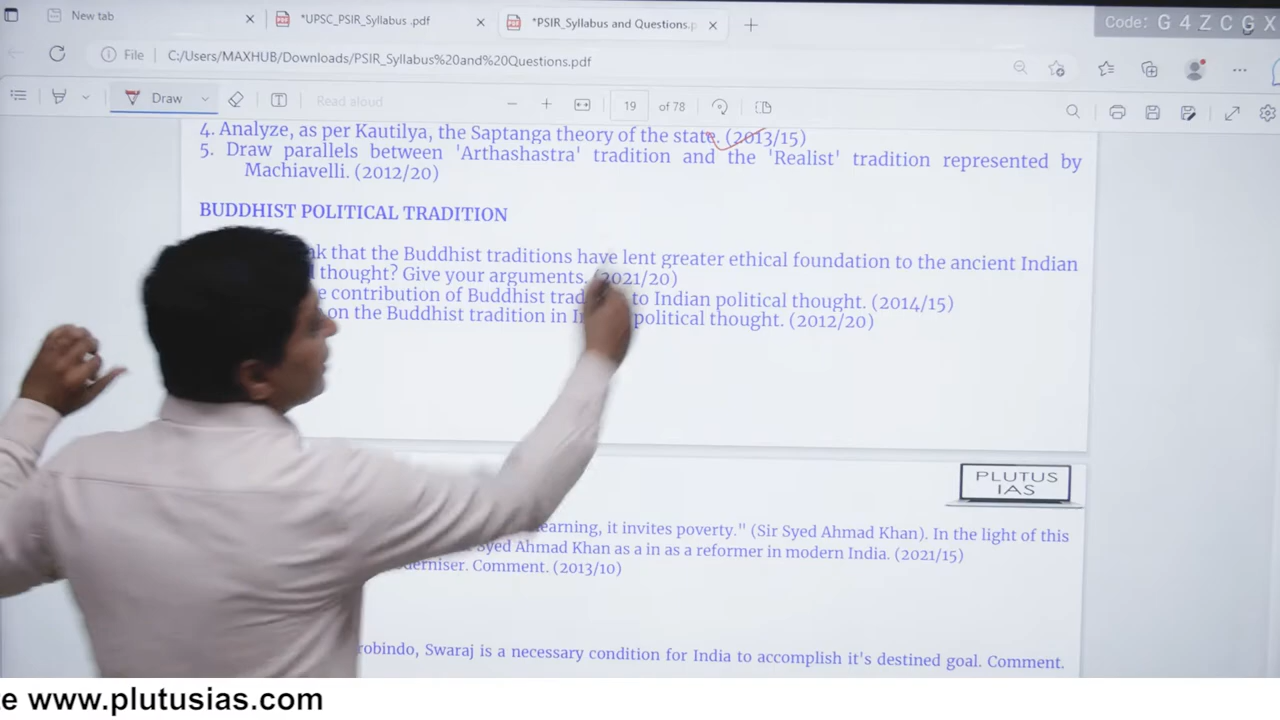 New tab
*UPSC_PSIR_Syllabus .pdf
*PSIR_Syllabus and Questions.p
Code: G 4 Z C G X
File C:/Users/MAXHUB/Downloads/PSIR_Syllabus%20and%20Questions.pdf
Draw Read aloud 19 of 78
4. Analyze, as per Kautilya, the Saptanga theory of the state. (2013/15)
5. Draw parallels between 'Arthashastra' tradition and the 'Realist' tradition represented by
Machiavelli. (2012/20)
BUDDHIST POLITICAL TRADITION
that the Buddhist traditions have lent greater ethical foundation to the ancient Indian
thought? Give your arguments. (2021/20)
contribution of Buddhist to Indian political thought. (2014/15)
on the Buddhist tradition in political thought. (2012/20)
PLUTUS
IAS
learning, it invites poverty." (Sir Syed Ahmad Khan). In the light of this
Syed Ahmad Khan as a in as a reformer in modern India. (2021/15)
Comment. (2013/10)
Swaraj is a necessary condition for India to accomplish it's destined goal. Comment.
te www.plutusias.com